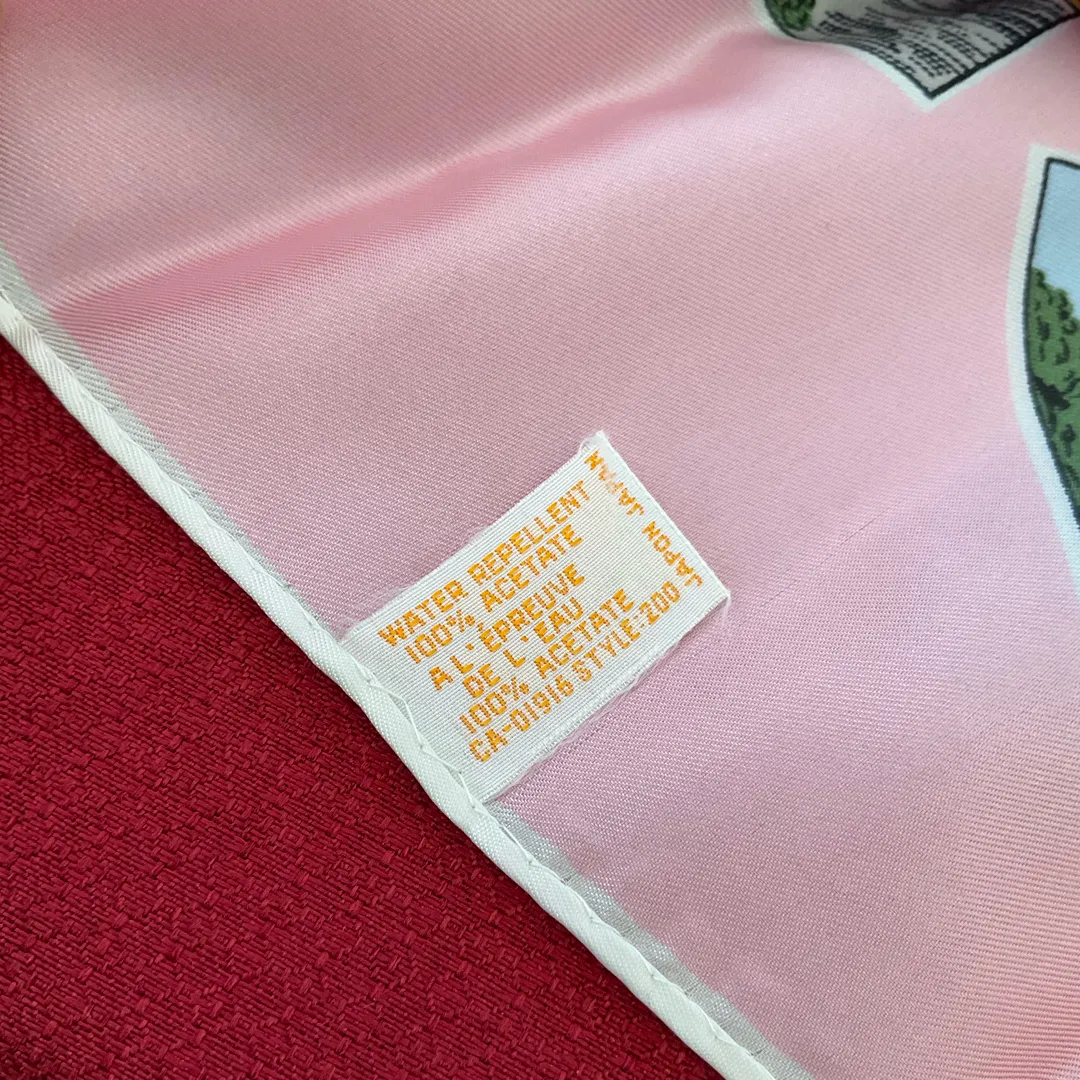 WATER REPELLENT
100% ACETATE
A L'ÉPREUVE
DE L'EAU
100% ACETATE
CA-01916 STYLE:200
JAPON JAPAN